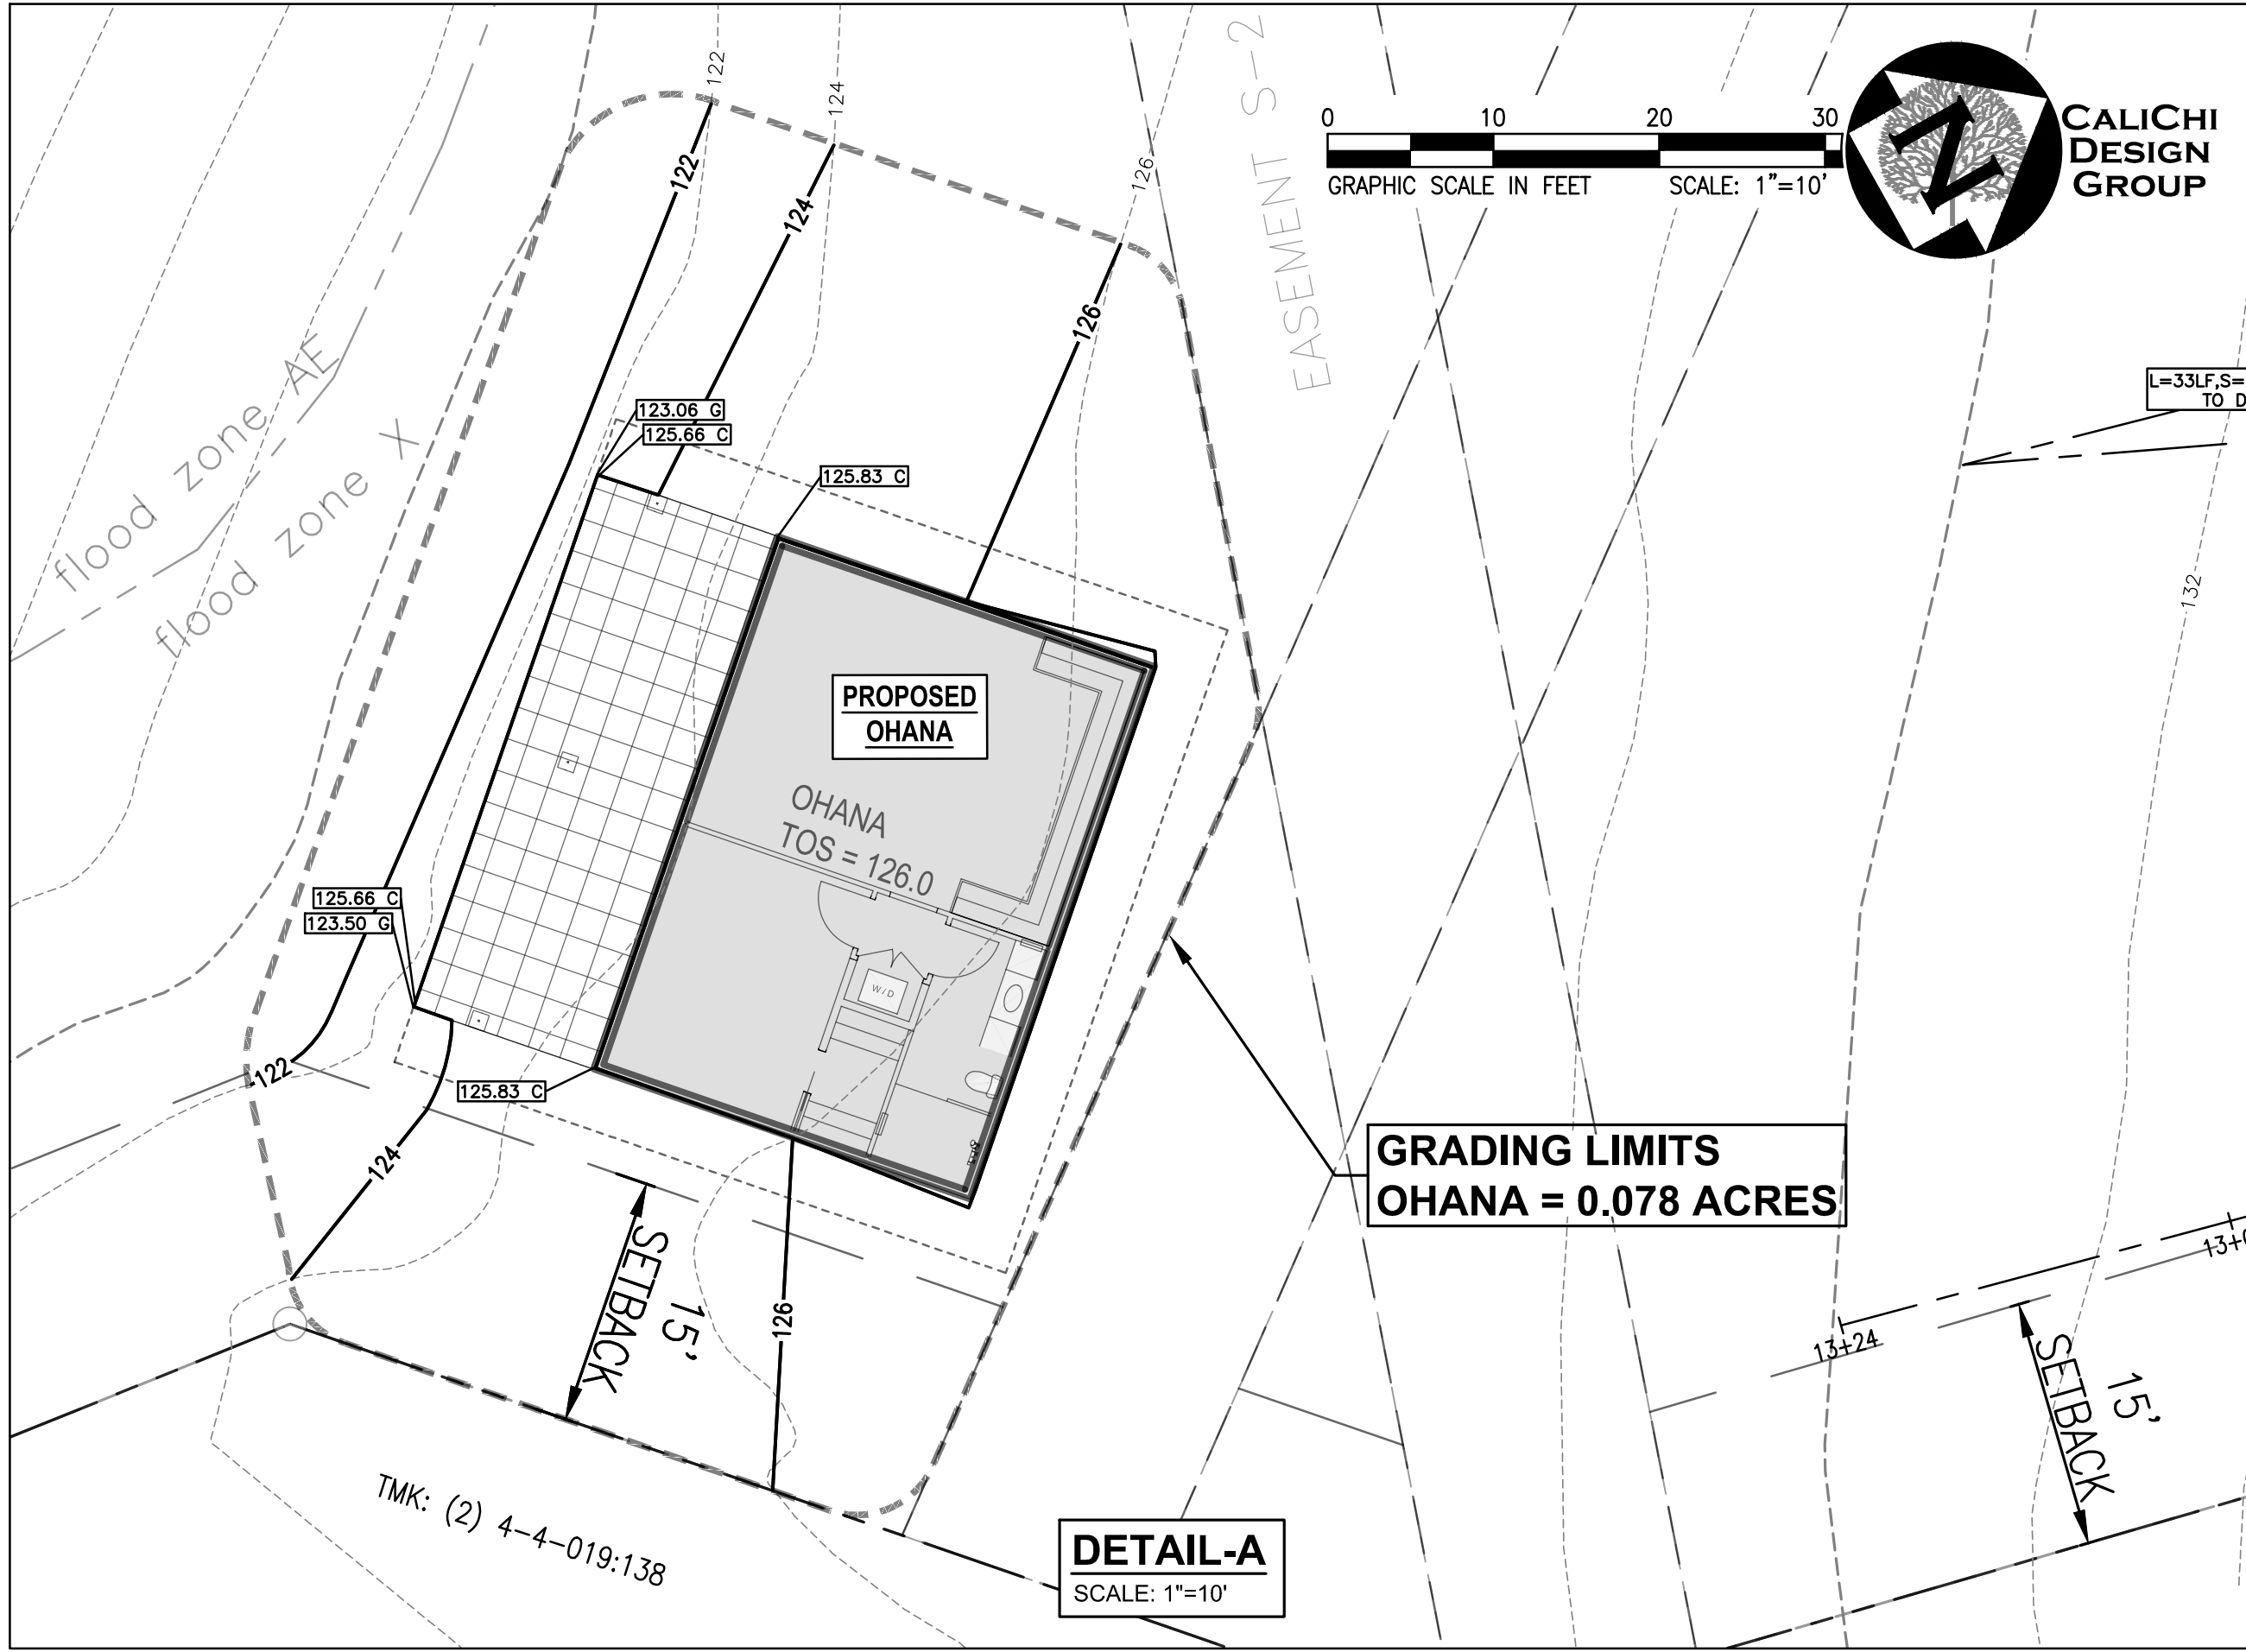 122
124
126
EASEMENT S-2
0 10 20 30
GRAPHIC SCALE IN FEET SCALE: 1"=10'
N
CALICHI
DESIGN
GROUP
122
124
126
flood zone AE
flood zone X
123.06 G
125.66 C
125.83 C
L=33LF,S=
TO D
132
PROPOSED
OHANA
OHANA
TOS = 126.0
W/D
125.66 C
123.50 G
125.83 C
122
124
126
15'
SETBACK
GRADING LIMITS
OHANA = 0.078 ACRES
13+24
15'
SETBACK
TMK: (2) 4-4-019:138
DETAIL-A
SCALE: 1"=10'